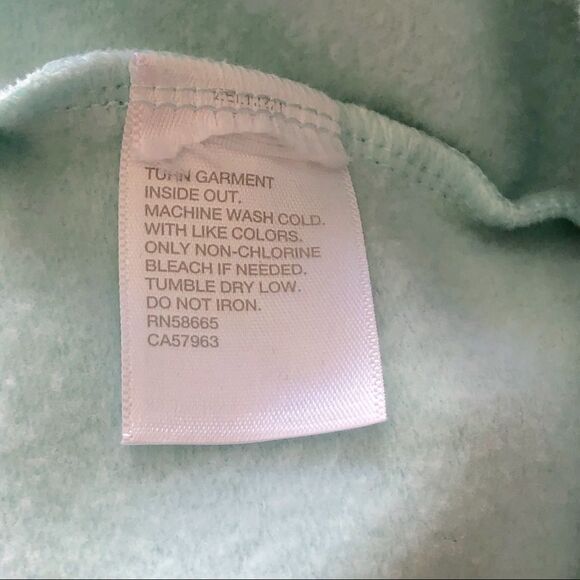 TURN GARMENT
INSIDE OUT.
MACHINE WASH COLD.
WITH LIKE COLORS.
ONLY NON-CHLORINE
BLEACH IF NEEDED.
TUMBLE DRY LOW.
DO NOT IRON.
RN58665
CA57963